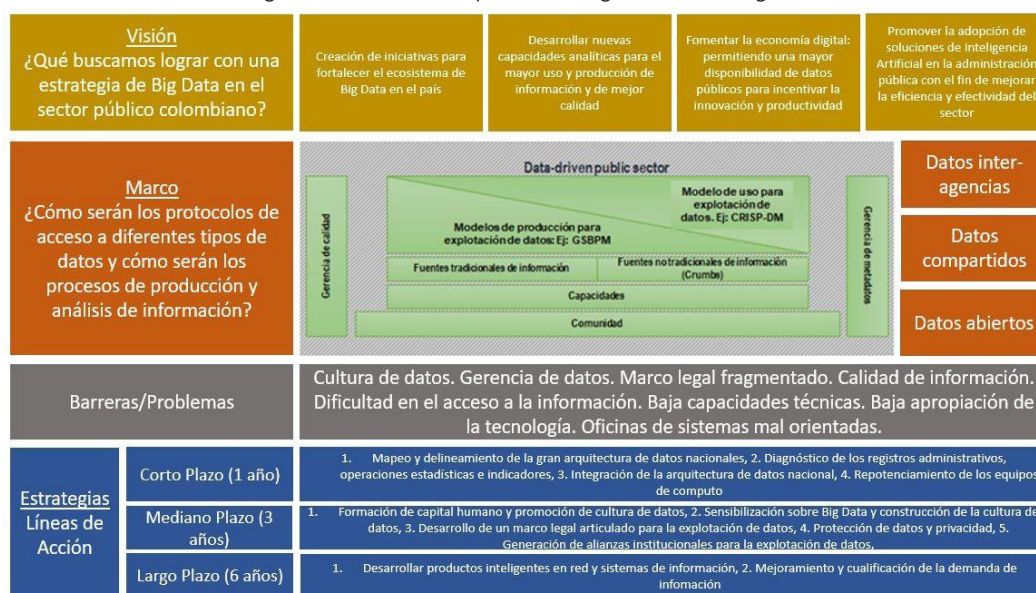 Visión
¿Qué buscamos lograr con una
estrategia de Big Data en el
sector público colombiano?
Creación de iniciativas para
fortalecer el ecosistema de
Big Data en el país
Desarrollar nuevas
capacidades analíticas para el
mayor uso y producción de
información y de mejor
calidad
Fomentar la economía digital:
permitiendo una mayor
disponibilidad de datos
públicos para incentivar la
innovación y productividad
Promover la adopción de
soluciones de Inteligencia
Artificial en la administración
pública con el fin de mejorar
la eficiencia y efectividad del
sector
Marco
¿Cómo serán los protocolos de
acceso a diferentes tipos de
datos y cómo serán los
procesos de producción y
análisis de información?
Data-driven public sector
Gerencia de calidad
Modelo de uso para
explotación de
datos. Ej: CRISP-DM
Modelos de producción para
explotación de datos: Ej: GSBPM
Fuentes tradicionales de información
Fuentes no tradicionales de información
(Crumbs)
Capacidades
Comunidad
Gerencia de metadatos
Datos inter-
agencias
Datos
compartidos
Datos abiertos
Barreras/Problemas
Cultura de datos. Gerencia de datos. Marco legal fragmentado. Calidad de información.
Dificultad en el acceso a la información. Baja capacidades técnicas. Baja apropiación de
la tecnología. Oficinas de sistemas mal orientadas.
Estrategias
Líneas de
Acción
Corto Plazo (1 año)
1. Mapeo y delineamiento de la gran arquitectura de datos nacionales, 2. Diagnóstico de los registros administrativos,
operaciones estadísticas e indicadores, 3. Integración de la arquitectura de datos nacional, 4. Repotenciamiento de los equipos
de computo
Mediano Plazo (3
años)
1. Formación de capital humano y promoción de cultura de datos, 2. Sensibilización sobre Big Data y construcción de la cultura de
datos, 3. Desarrollo de un marco legal articulado para la explotación de datos, 4. Protección de datos y privacidad, 5.
Generación de alianzas institucionales para la explotación de datos,
Largo Plazo (6 años)
1. Desarrollar productos inteligentes en red y sistemas de información, 2. Mejoramiento y cualificación de la demanda de
infomación